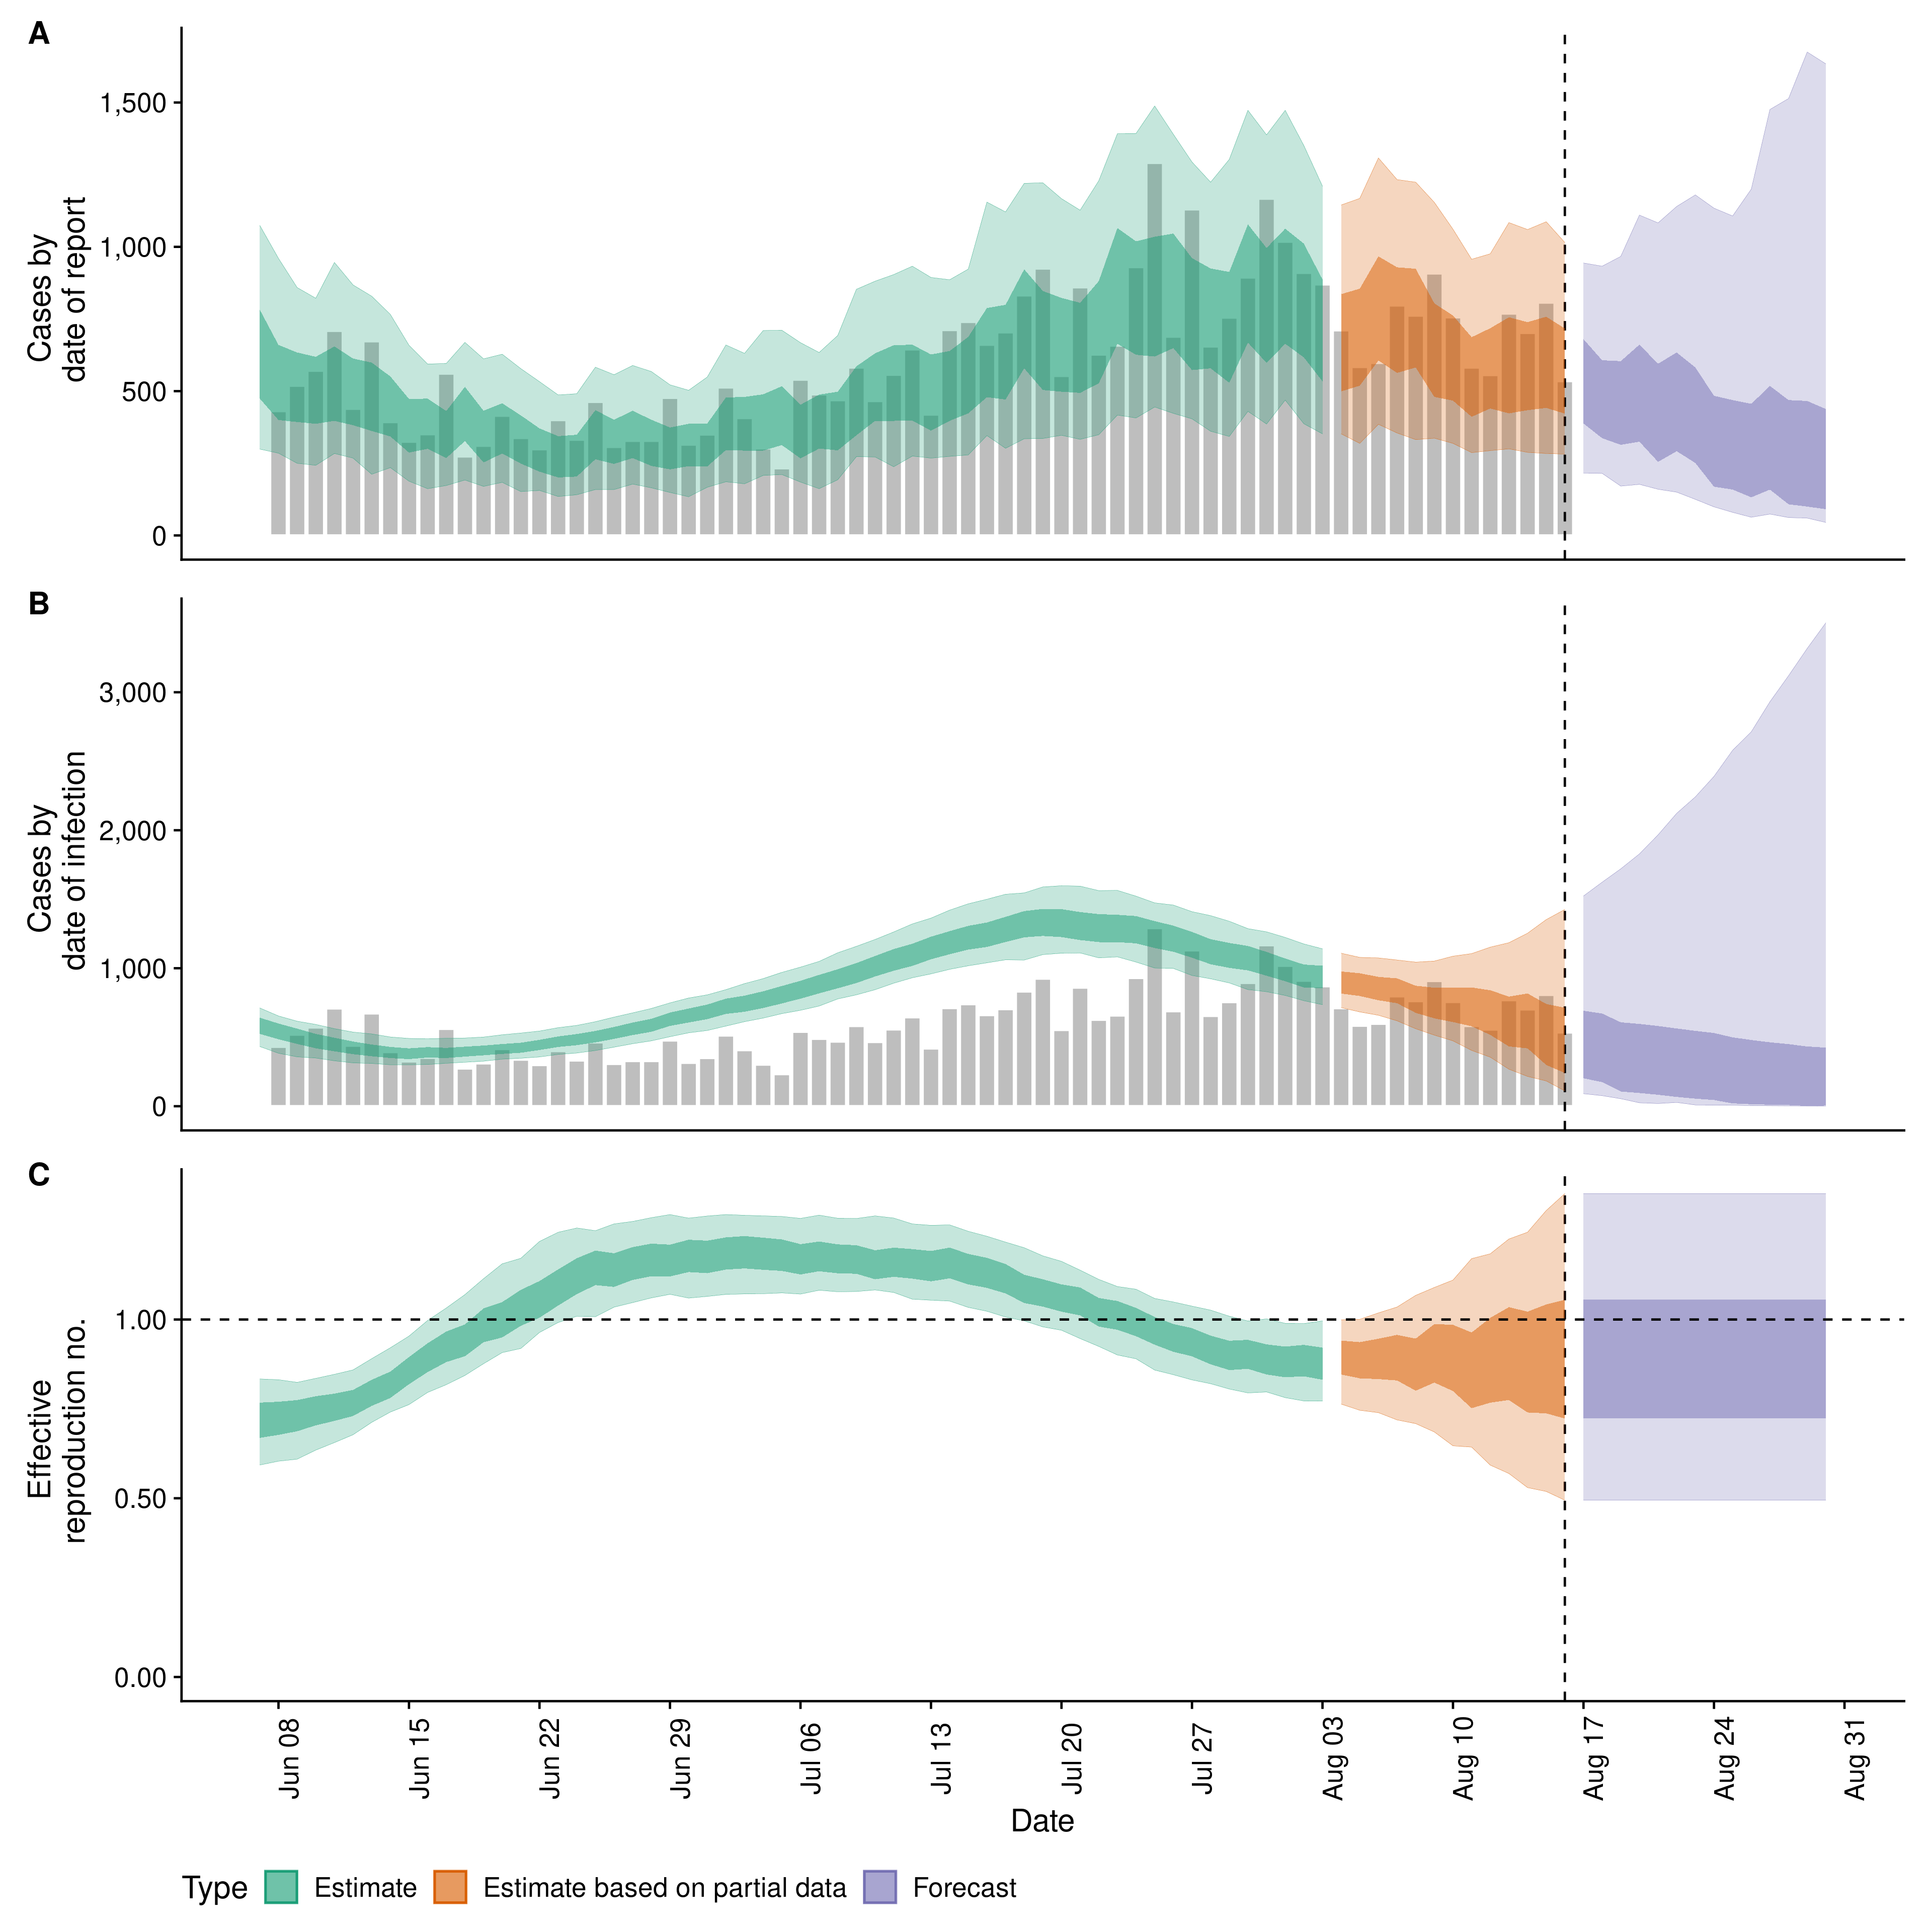 A
Cases by
date of report
1,500
1,000
500
0
B
Cases by
date of infection
3,000
2,000
1,000
0
C
Effective
reproduction no.
1.00
0.50
0.00
Jun 08
Jun 15
Jun 22
Jun 29
Jul 06
Jul 13
Jul 20
Jul 27
Aug 03
Aug 10
Aug 17
Aug 24
Aug 31
Date
Type Estimate Estimate based on partial data Forecast